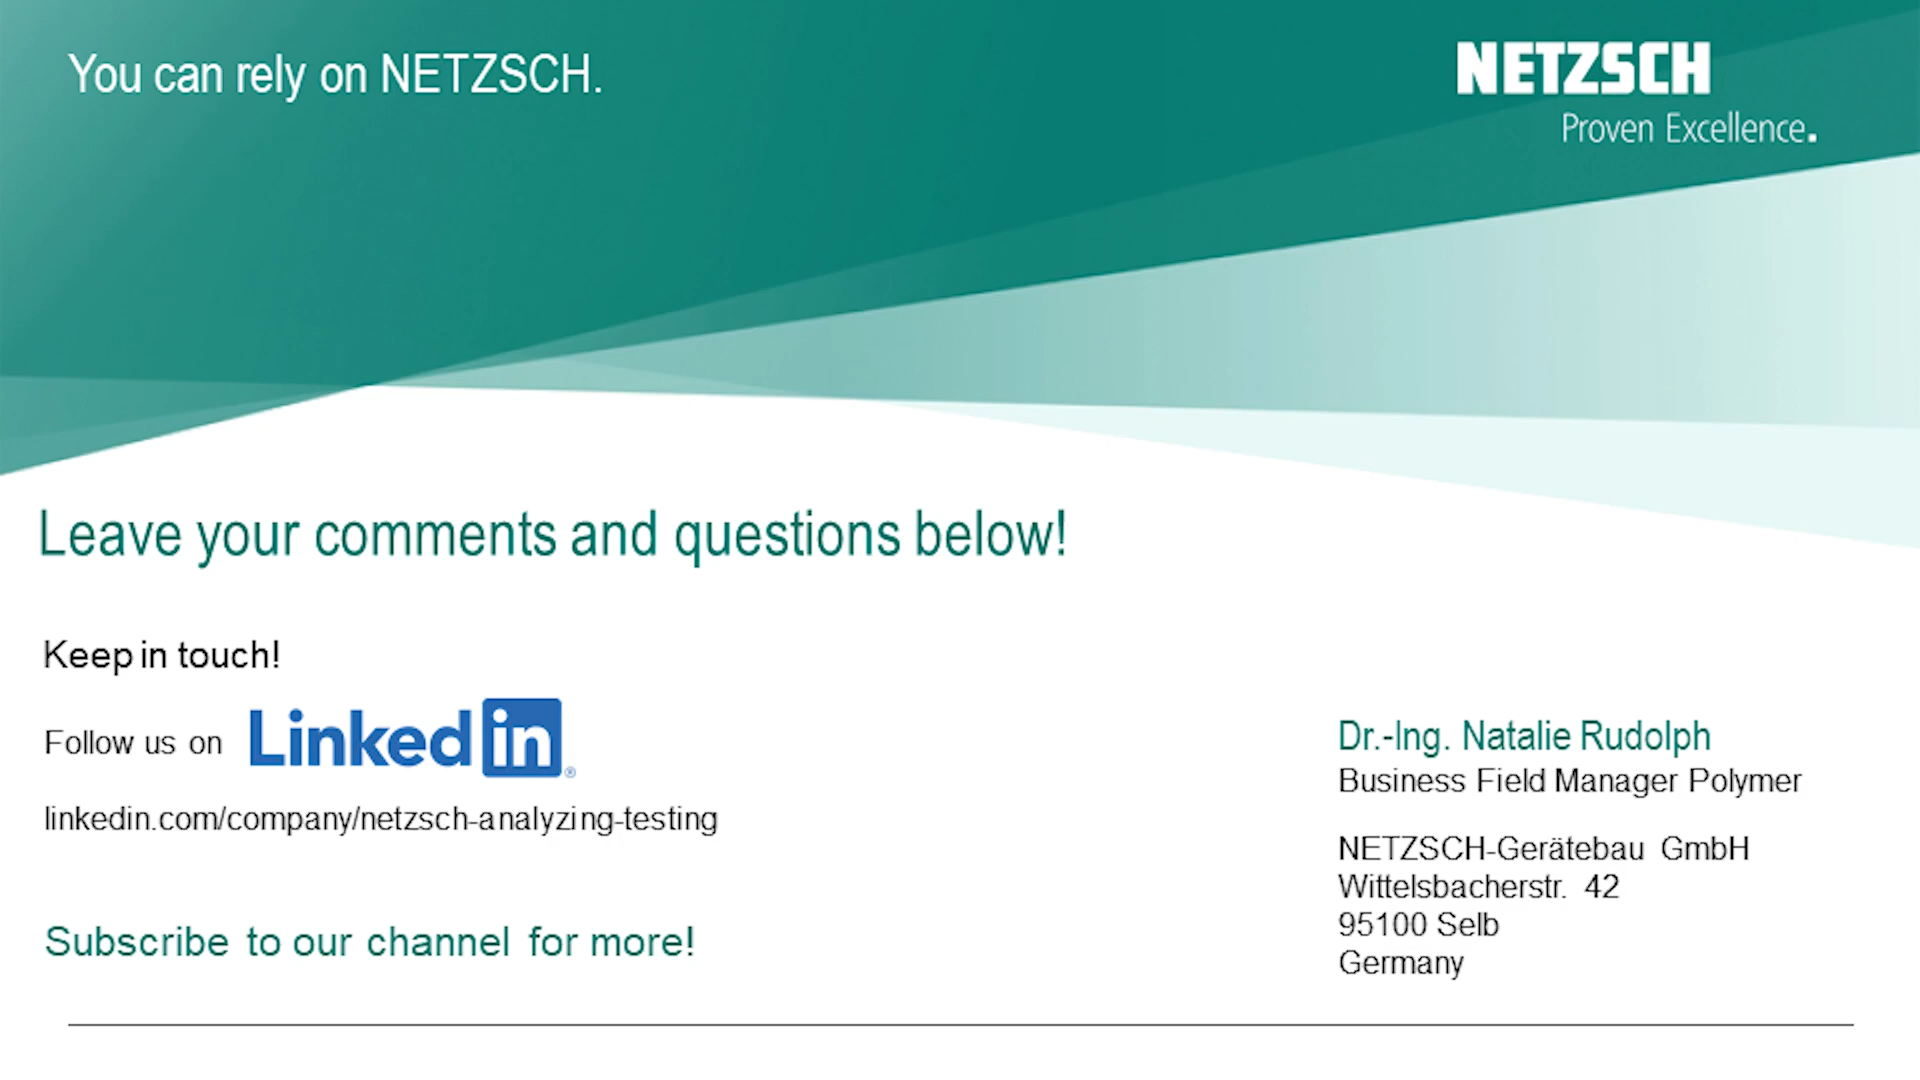 You can rely on NETZSCH.
NETZSCH
Proven Excellence.
Leave your comments and questions below!
Keep in touch!
Follow us on Linkedin®
linkedin.com/company/netzsch-analyzing-testing
Subscribe to our channel for more!
Dr.-Ing. Natalie Rudolph
Business Field Manager Polymer
NETZSCH-Gerätebau GmbH
Wittelsbacherstr. 42
95100 Selb
Germany